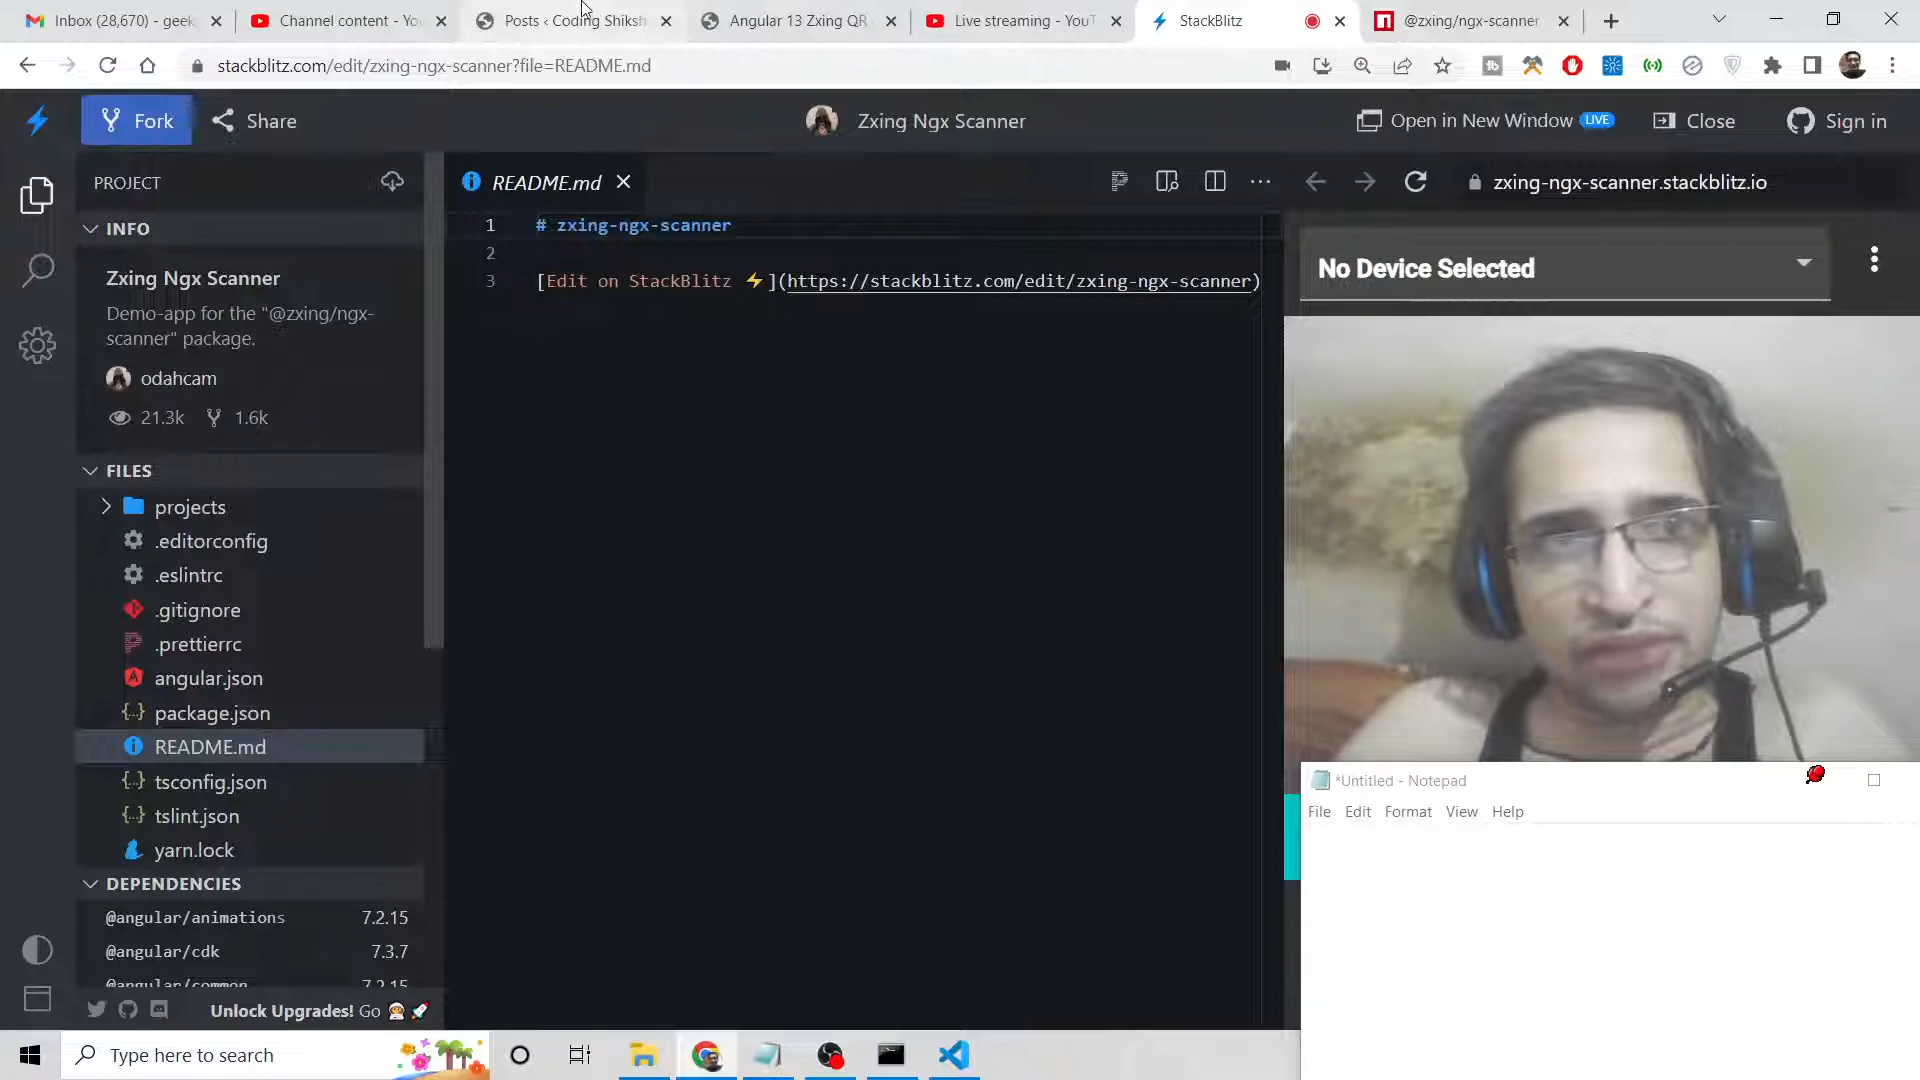 Inbox (28,670) - geek
Channel content - You
Posts ‹ Coding Shiksh
Angular 13 Zxing QR
Live streaming - YouT
StackBlitz
@zxing/ngx-scanner
stackblitz.com/edit/zxing-ngx-scanner?file=README.md
Fork
Share
Zxing Ngx Scanner
Open in New Window LIVE
Close
Sign in
PROJECT
README.md
zxing-ngx-scanner.stackblitz.io
INFO
1 # zxing-ngx-scanner
2
3 [Edit on StackBlitz ⚡](https://stackblitz.com/edit/zxing-ngx-scanner)
No Device Selected
Zxing Ngx Scanner
Demo-app for the "@zxing/ngx-
scanner" package.
odahcam
21.3k 1.6k
FILES
projects
.editorconfig
.eslintrc
.gitignore
.prettierrc
angular.json
package.json
README.md
tsconfig.json
tslint.json
yarn.lock
DEPENDENCIES
@angular/animations 7.2.15
@angular/cdk 7.3.7
@angular/common 7.2.15
Unlock Upgrades! Go
*Untitled - Notepad
File Edit Format View Help
Type here to search